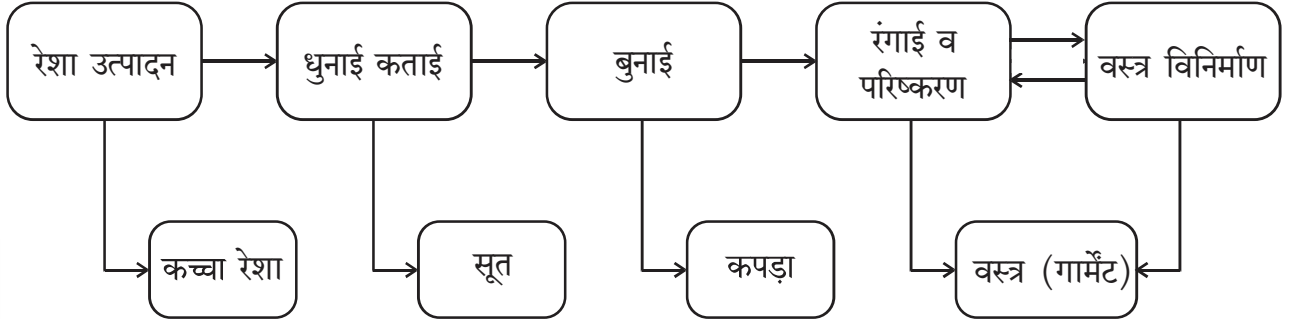 रेशा उत्पादन
धुनाई कताई
बुनाई
रंगाई व
परिष्करण
वस्त्र विनिर्माण
कच्चा रेशा
सूत
कपड़ा
वस्त्र (गार्मेंट)